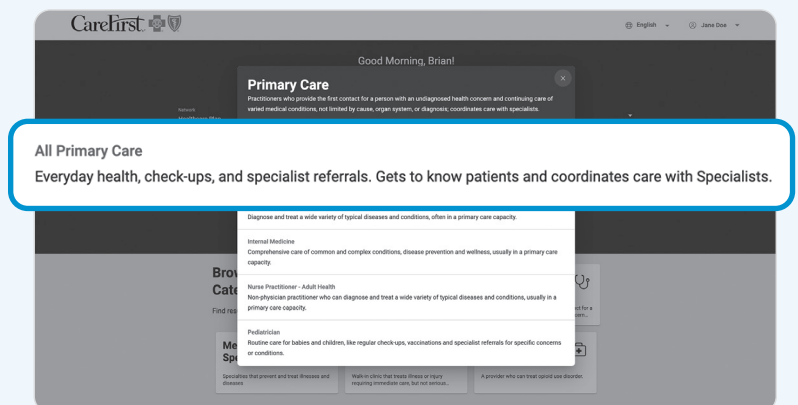 CareFirst
English
Jane Doe
Good Morning, Brian!
Primary Care
Practitioners who provide the first contact for a person with an undiagnosed health concern and continuing care of
varied medical conditions, not limited by cause, organ system, or diagnosis; coordinates care with specialists.
Network
All Primary Care
Everyday health, check-ups, and specialist referrals. Gets to know patients and coordinates care with Specialists.
Diagnose and treat a wide variety of typical diseases and conditions, often in a primary care capacity.
Internal Medicine
Comprehensive care of common and complex conditions, disease prevention and wellness, usually in a primary care
capacity.
Nurse Practitioner - Adult Health
Non-physician practitioner who can diagnose and treat a wide variety of typical diseases and conditions, usually in a
primary care capacity.
Pediatrician
Routine care for babies and children, like regular check-ups, vaccinations and specialist referrals for specific concerns
or conditions.
Specialties that prevent and treat illnesses and
diseases
Walk-in clinic that treats illness or injury
requiring immediate care, but not serious...
A provider who can treat opioid use disorder.